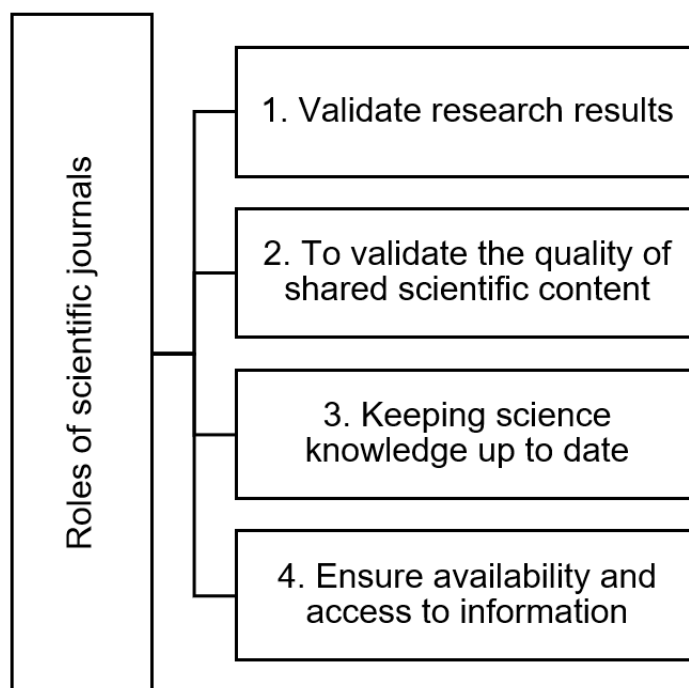 Roles of scientific journals
1. Validate research results
2. To validate the quality of
shared scientific content
3. Keeping science
knowledge up to date
4. Ensure availability and
access to information